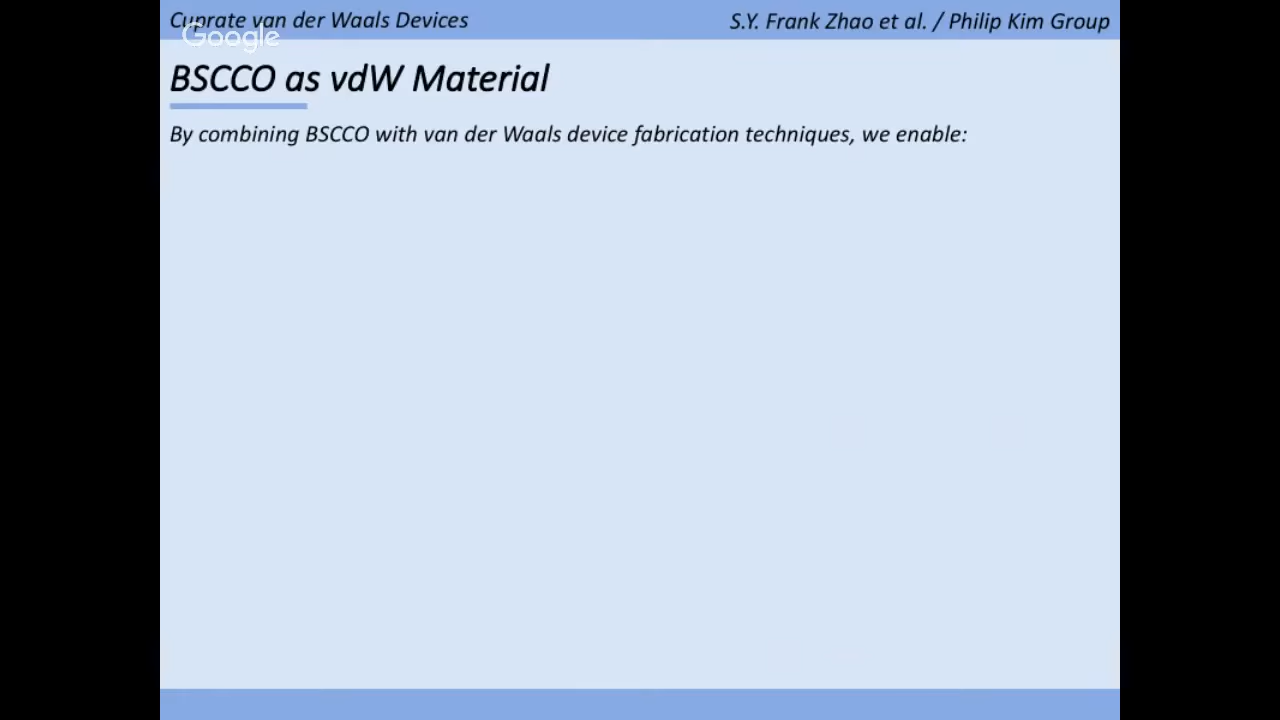 Cuprate van der Waals Devices
S.Y. Frank Zhao et al. / Philip Kim Group
Google
BSCCO as vdW Material
By combining BSCCO with van der Waals device fabrication techniques, we enable: